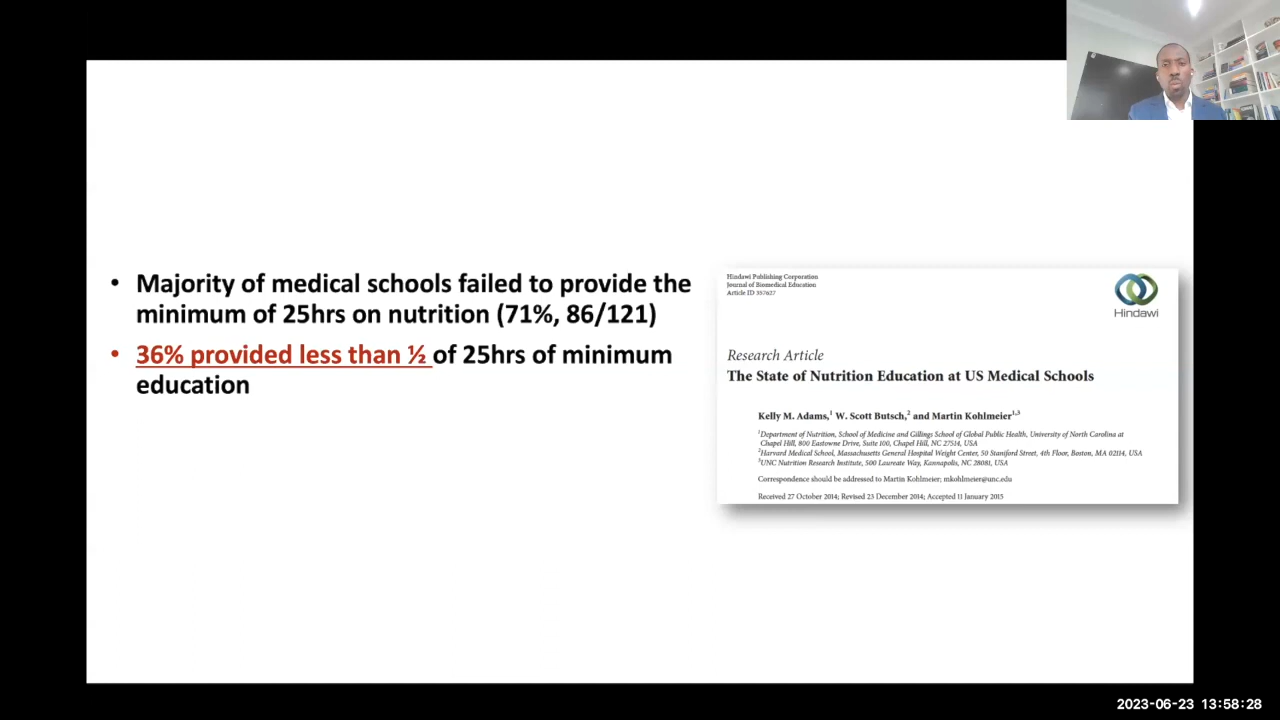 • Majority of medical schools failed to provide the
minimum of 25hrs on nutrition (71%, 86/121)
• 36% provided less than ½ of 25hrs of minimum
education
Hindawi Publishing Corporation
Journal of Biomedical Education
Article ID 357627
Hindawi
Research Article
The State of Nutrition Education at US Medical Schools
Kelly M. Adams,¹ W. Scott Butsch,² and Martin Kohlmeier¹,³
¹Department of Nutrition, School of Medicine and Gillings School of Global Public Health, University of North Carolina at
Chapel Hill, 800 Eastowne Drive, Suite 100, Chapel Hill, NC 27514, USA
²Harvard Medical School, Massachusetts General Hospital Weight Center, 50 Staniford Street, 4th Floor, Boston, MA 02114, USA
³UNC Nutrition Research Institute, 500 Laureate Way, Kannapolis, NC 28081, USA
Correspondence should be addressed to Martin Kohlmeier; mkohlmeier@unc.edu
Received 27 October 2014; Revised 23 December 2014; Accepted 11 January 2015
2023-06-23 13:58:28